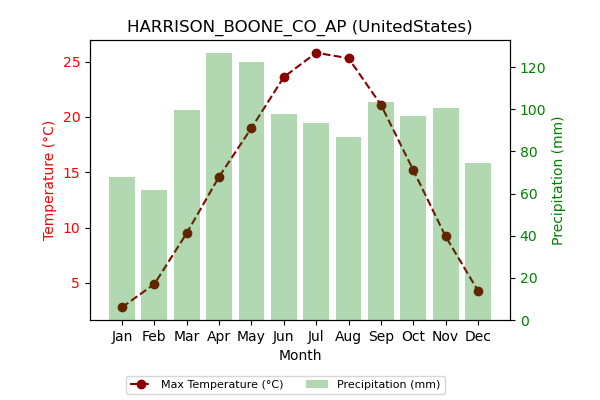 HARRISON_BOONE_CO_AP (UnitedStates)
Temperature (°C)
25
20
15
10
5
120
100
80
60
40
20
0
Precipitation (mm)
Jan Feb Mar Apr May Jun Jul Aug Sep Oct Nov Dec
Month
Max Temperature (°C) Precipitation (mm)